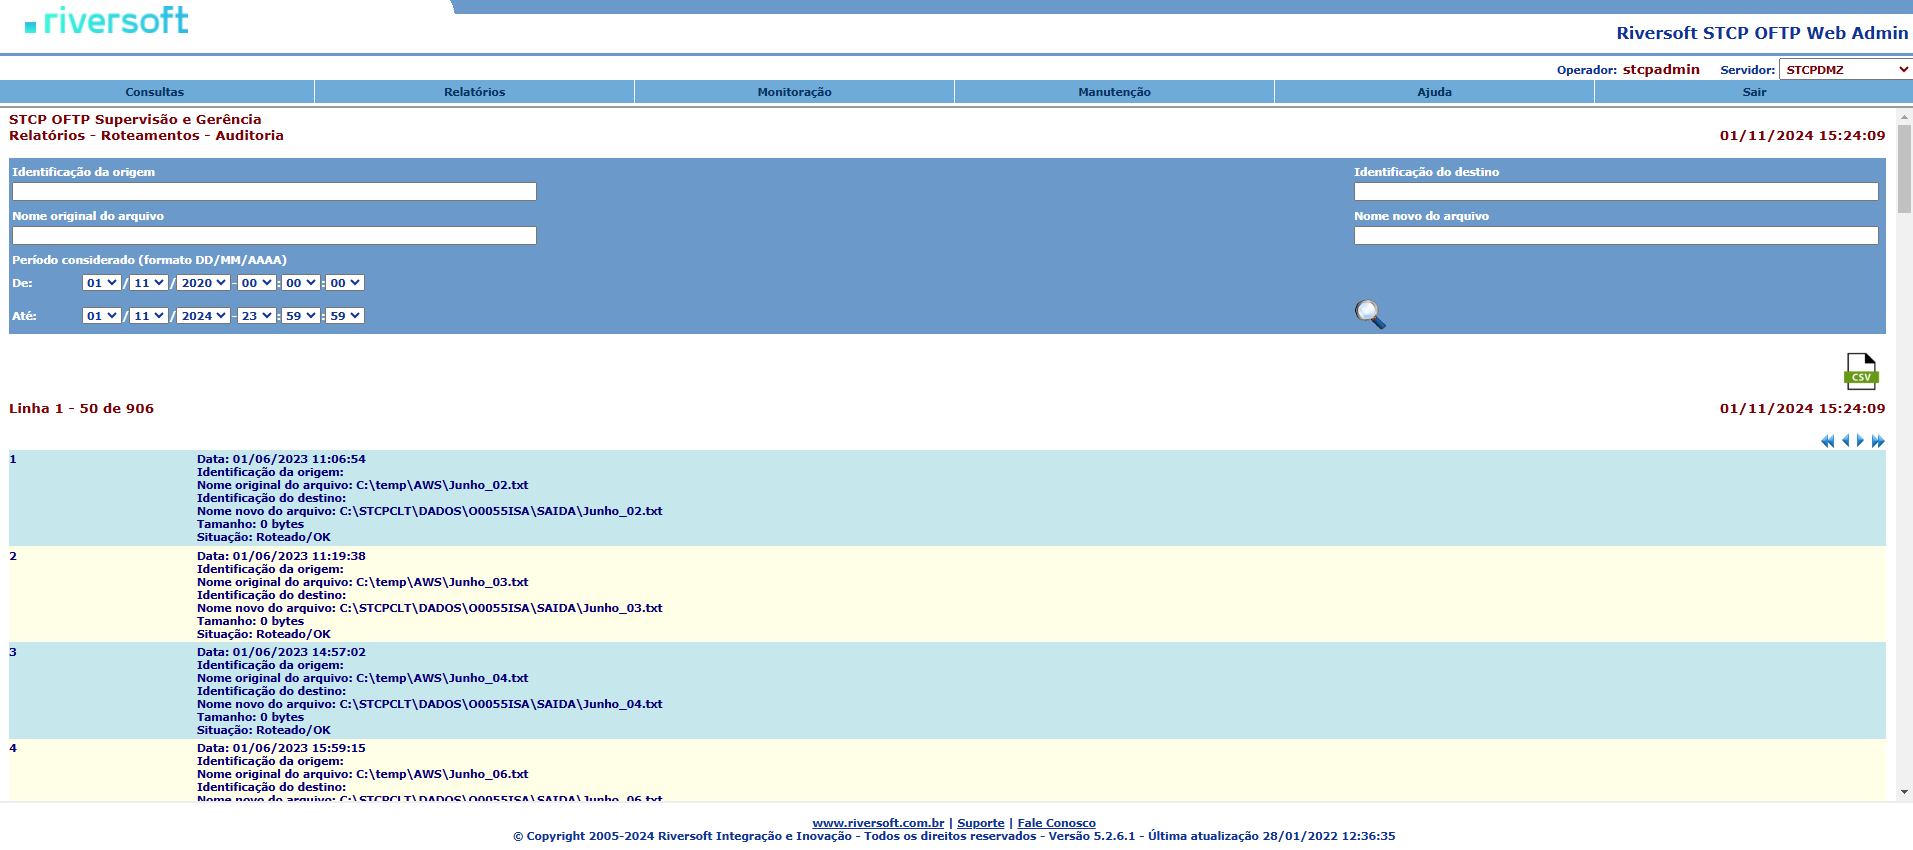 riversoft
Riversoft STCP OFTP Web Admin
Operador: stcpadmin Servidor: STCPDMZ
Consultas Relatórios Monitoração Manutenção Ajuda Sair
STCP OFTP Supervisão e Gerência
Relatórios - Roteamentos - Auditoria 01/11/2024 15:24:09
Identificação da origem Identificação do destino
Nome original do arquivo Nome novo do arquivo
Período considerado (formato DD/MM/AAAA)
De: 01 / 11 / 2020 - 00 : 00 : 00
Até: 01 / 11 / 2024 - 23 : 59 : 59
CSV
Linha 1 - 50 de 906 01/11/2024 15:24:09
1 Data: 01/06/2023 11:06:54
Identificação da origem:
Nome original do arquivo: C:\temp\AWS\Junho_02.txt
Identificação do destino:
Nome novo do arquivo: C:\STCPCLT\DADOS\O0055ISA\SAIDA\Junho_02.txt
Tamanho: 0 bytes
Situação: Roteado/OK
2 Data: 01/06/2023 11:19:38
Identificação da origem:
Nome original do arquivo: C:\temp\AWS\Junho_03.txt
Identificação do destino:
Nome novo do arquivo: C:\STCPCLT\DADOS\O0055ISA\SAIDA\Junho_03.txt
Tamanho: 0 bytes
Situação: Roteado/OK
3 Data: 01/06/2023 14:57:02
Identificação da origem:
Nome original do arquivo: C:\temp\AWS\Junho_04.txt
Identificação do destino:
Nome novo do arquivo: C:\STCPCLT\DADOS\O0055ISA\SAIDA\Junho_04.txt
Tamanho: 0 bytes
Situação: Roteado/OK
4 Data: 01/06/2023 15:59:15
Identificação da origem:
Nome original do arquivo: C:\temp\AWS\Junho_06.txt
Identificação do destino:
Nome novo do arquivo: C:\STCPCLT\DADOS\O0055ISA\SAIDA\Junho_06.txt
www.riversoft.com.br | Suporte | Fale Conosco
© Copyright 2005-2024 Riversoft Integração e Inovação - Todos os direitos reservados - Versão 5.2.6.1 - Última atualização 28/01/2022 12:36:35